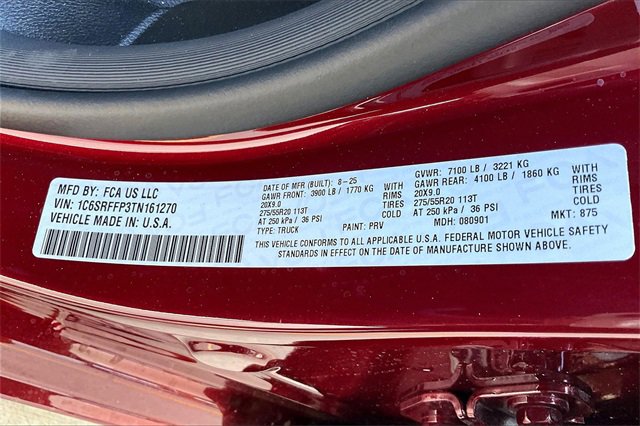 MFD BY: FCA US LLC
VIN: 1C6SRFFP3TN161270
VEHICLE MADE IN U.S.A.
DATE OF MFR (BUILT): 8-25
GAWR FRONT: 3900 LB / 1770 KG WITH
20X9.0 RIMS
275/55R20 113T TIRES
AT 250 kPa / 36 PSI COLD
TYPE: TRUCK PAINT: PRV
GVWR: 7100 LB / 3221 KG
GAWR REAR: 4100 LB / 1860 KG WITH
20X9.0 RIMS
275/55R20 113T TIRES
AT 250 kPa / 36 PSI COLD
MDH: 080901 MKT: 875
THIS VEHICLE CONFORMS TO ALL APPLICABLE U.S.A. FEDERAL MOTOR VEHICLE SAFETY
STANDARDS IN EFFECT ON THE DATE OF MANUFACTURE SHOWN ABOVE.